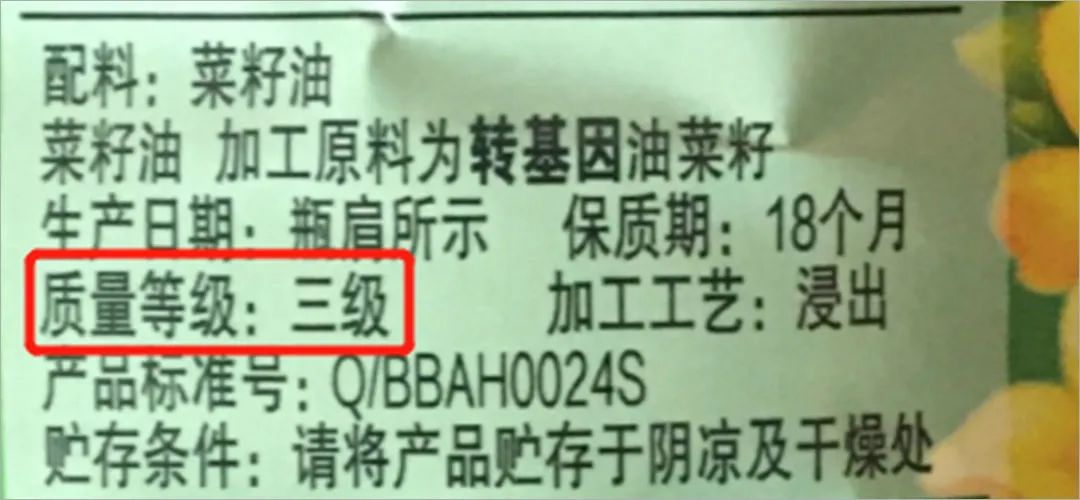 配料：菜籽油
菜籽油 加工原料为转基因油菜籽
生产日期：瓶肩所示 保质期：18个月
质量等级：三级 加工工艺：浸出
产品标准号：Q/BBAH0024S
贮存条件：请将产品贮存于阴凉及干燥处